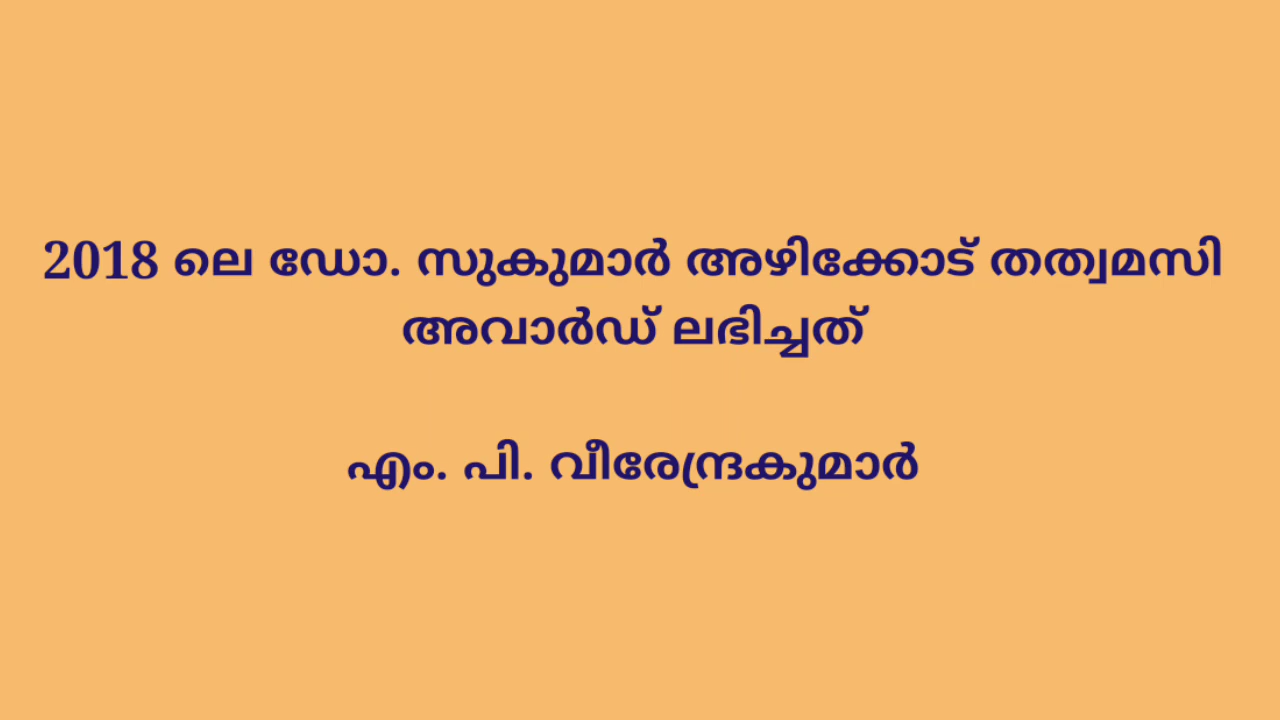 2018 ലെ ഡോ. സുകുമാർ അഴിക്കോട് തത്വമസി
അവാർഡ് ലഭിച്ചത്
എം. പി. വീരേന്ദ്രകുമാർ